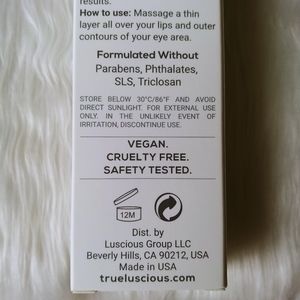 results.
How to use: Massage a thin
layer all over your lips and outer
contours of your eye area.
Formulated Without
Parabens, Phthalates,
SLS, Triclosan
STORE BELOW 30°C/86°F AND AVOID
DIRECT SUNLIGHT. FOR EXTERNAL USE
ONLY. IN THE UNLIKELY EVENT OF
IRRITATION, DISCONTINUE USE.
VEGAN.
CRUELTY FREE.
SAFETY TESTED.
12M
Dist. by
Luscious Group LLC
Beverly Hills, CA 90212, USA
Made in USA
trueluscious.com